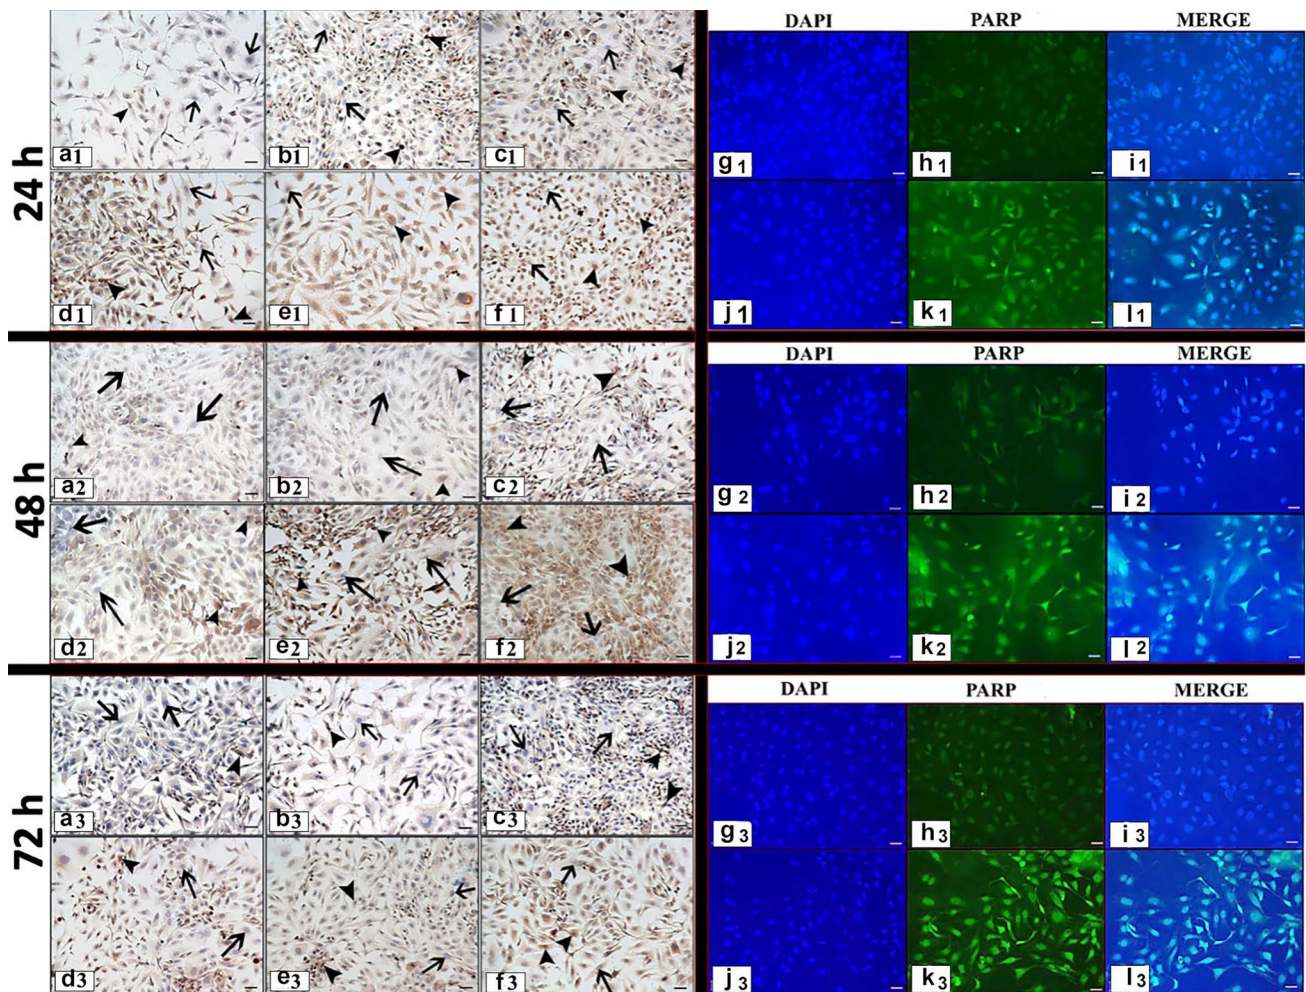 DAPI PARP MERGE
24 h
a1 b1 c1 g1 h1 i1
d1 e1 f1 j1 k1 l1
DAPI PARP MERGE
48 h
a2 b2 c2 g2 h2 i2
d2 e2 f2 j2 k2 l2
DAPI PARP MERGE
72 h
a3 b3 c3 g3 h3 i3
d3 e3 f3 j3 k3 l3